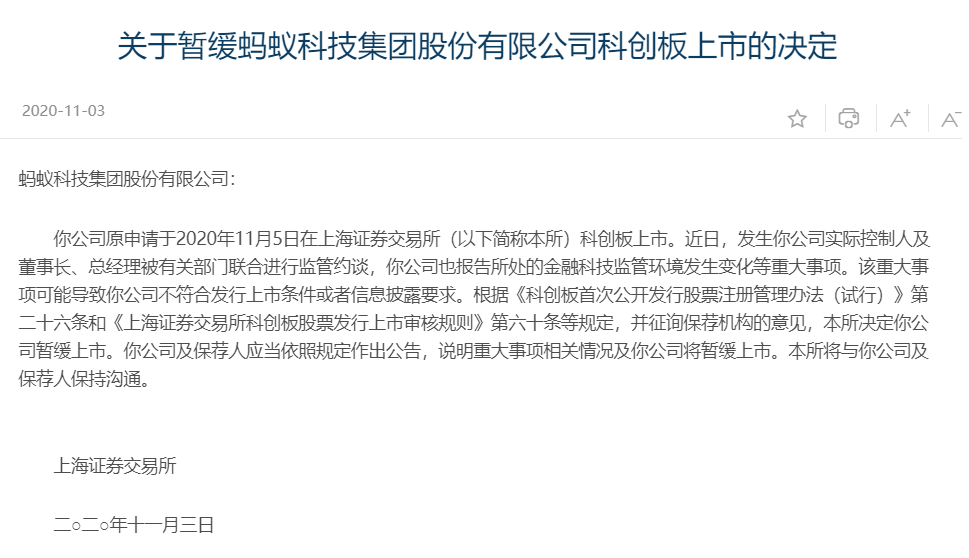 关于暂缓蚂蚁科技集团股份有限公司科创板上市的决定
2020-11-03
A+
A-
蚂蚁科技集团股份有限公司：
你公司原申请于2020年11月5日在上海证券交易所（以下简称本所）科创板上市。近日，发生你公司实际控制人及
董事长、总经理被有关部门联合进行监管约谈，你公司也报告所处的金融科技监管环境发生变化等重大事项。该重大事
项可能导致你公司不符合发行上市条件或者信息披露要求。根据《科创板首次公开发行股票注册管理办法（试行）》第
二十六条和《上海证券交易所科创板股票发行上市审核规则》第六十条等规定，并征询保荐机构的意见，本所决定你公
司暂缓上市。你公司及保荐人应当依照规定作出公告，说明重大事项相关情况及你公司将暂缓上市。本所将与你公司及
保荐人保持沟通。
上海证券交易所
二○二○年十一月三日